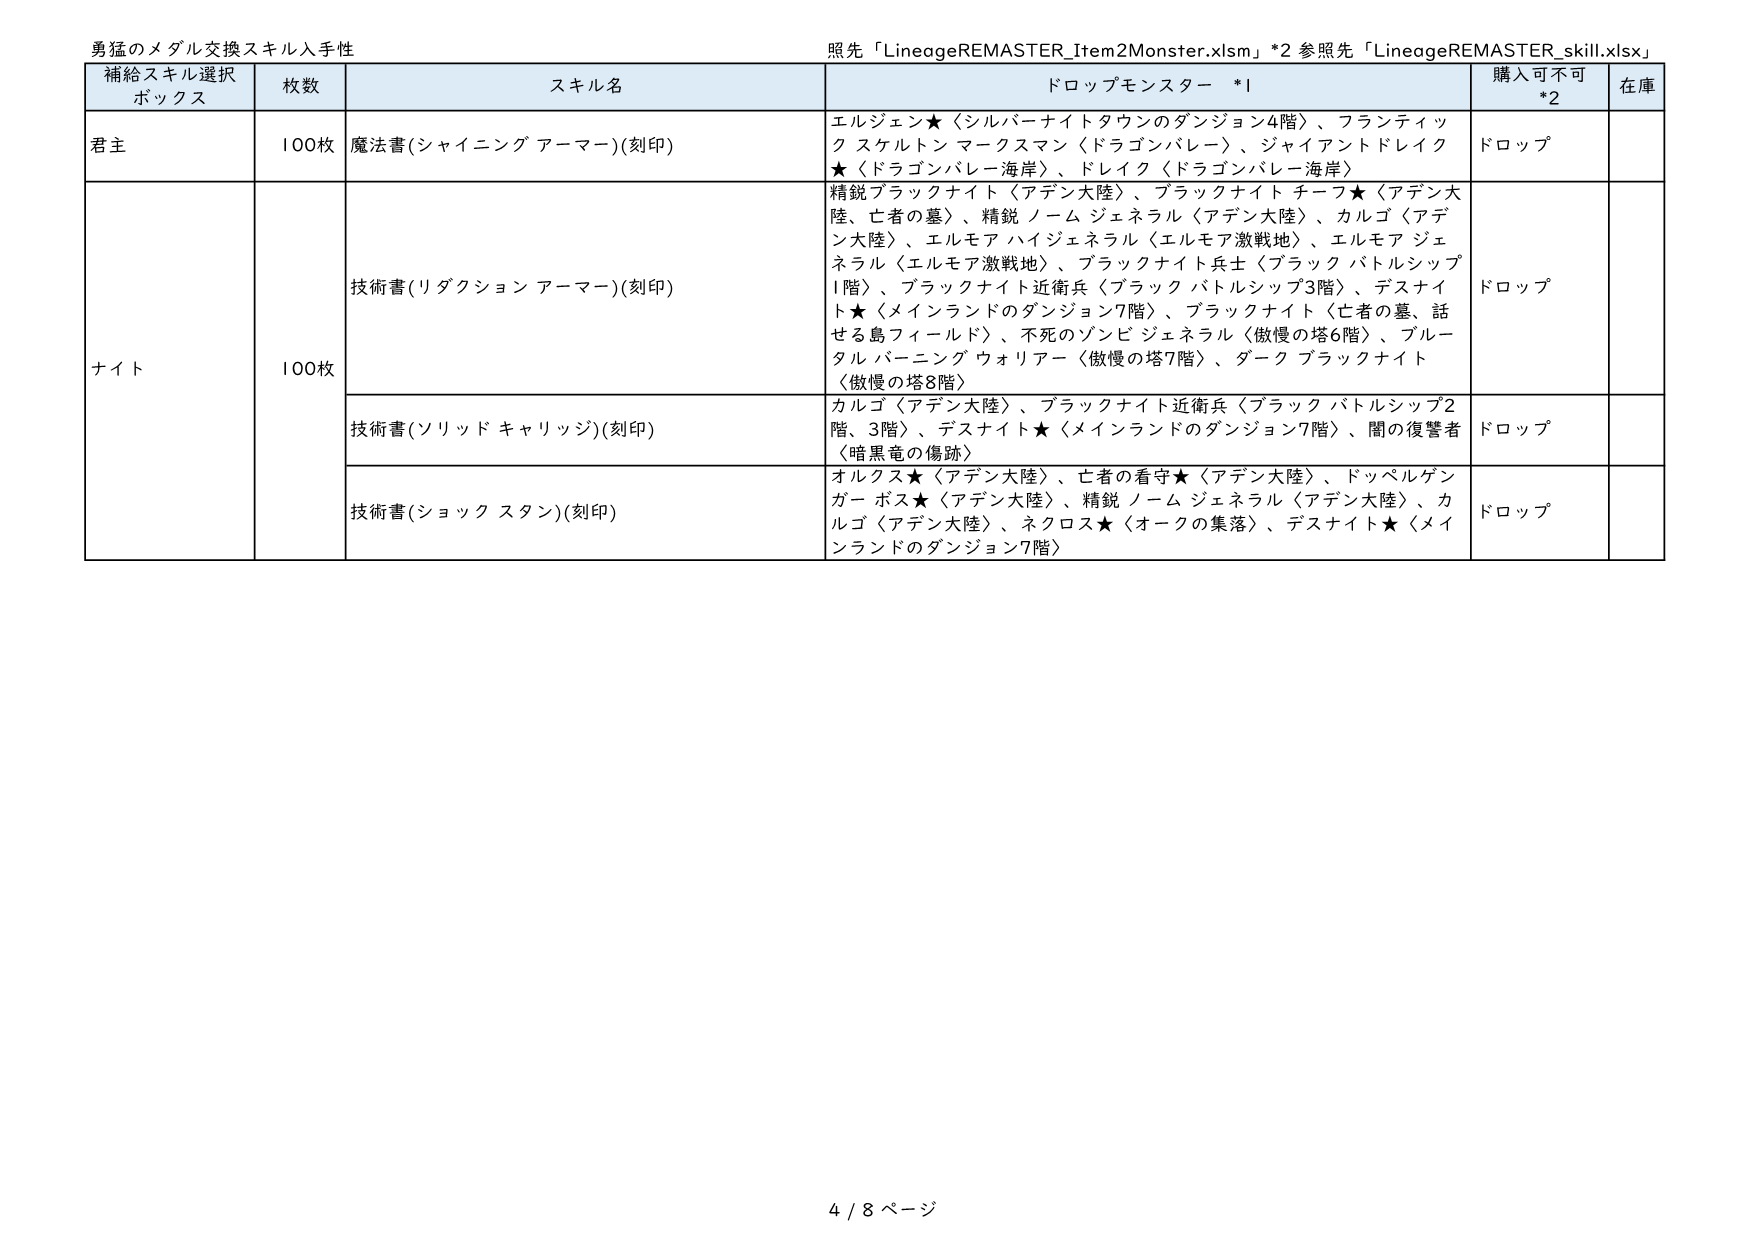 勇猛のメダル交換スキル入手性
照先「LineageREMASTER_Item2Monster.xlsm」*2 参照先「LineageREMASTER_skill.xlsx」
補給スキル選択
ボックス
枚数
スキル名
ドロップモンスター　*1
購入可不可
*2
在庫
君主
100枚
魔法書(シャイニング アーマー)(刻印)
エルジェン★〈シルバーナイトタウンのダンジョン4階〉、フランティッ
ク スケルトン マークスマン〈ドラゴンバレー〉、ジャイアントドレイク
★〈ドラゴンバレー海岸〉、ドレイク〈ドラゴンバレー海岸〉
ドロップ
ナイト
100枚
技術書(リダクション アーマー)(刻印)
精鋭ブラックナイト〈アデン大陸〉、ブラックナイト チーフ★〈アデン大
陸、亡者の墓〉、精鋭 ノーム ジェネラル〈アデン大陸〉、カルゴ〈アデ
ン大陸〉、エルモア ハイジェネラル〈エルモア激戦地〉、エルモア ジェ
ネラル〈エルモア激戦地〉、ブラックナイト兵士〈ブラック バトルシップ
1階〉、ブラックナイト近衛兵〈ブラック バトルシップ3階〉、デスナイ
ト★〈メインランドのダンジョン7階〉、ブラックナイト〈亡者の墓、話
せる島フィールド〉、不死のゾンビ ジェネラル〈傲慢の塔6階〉、ブルー
タル バーニング ウォリアー〈傲慢の塔7階〉、ダーク ブラックナイト
〈傲慢の塔8階〉
ドロップ
技術書(ソリッド キャリッジ)(刻印)
カルゴ〈アデン大陸〉、ブラックナイト近衛兵〈ブラック バトルシップ2
階、3階〉、デスナイト★〈メインランドのダンジョン7階〉、闇の復讐者
〈暗黒竜の傷跡〉
ドロップ
技術書(ショック スタン)(刻印)
オルクス★〈アデン大陸〉、亡者の看守★〈アデン大陸〉、ドッペルゲン
ガー ボス★〈アデン大陸〉、精鋭 ノーム ジェネラル〈アデン大陸〉、カ
ルゴ〈アデン大陸〉、ネクロス★〈オークの集落〉、デスナイト★〈メイ
ンランドのダンジョン7階〉
ドロップ
4 / 8 ページ